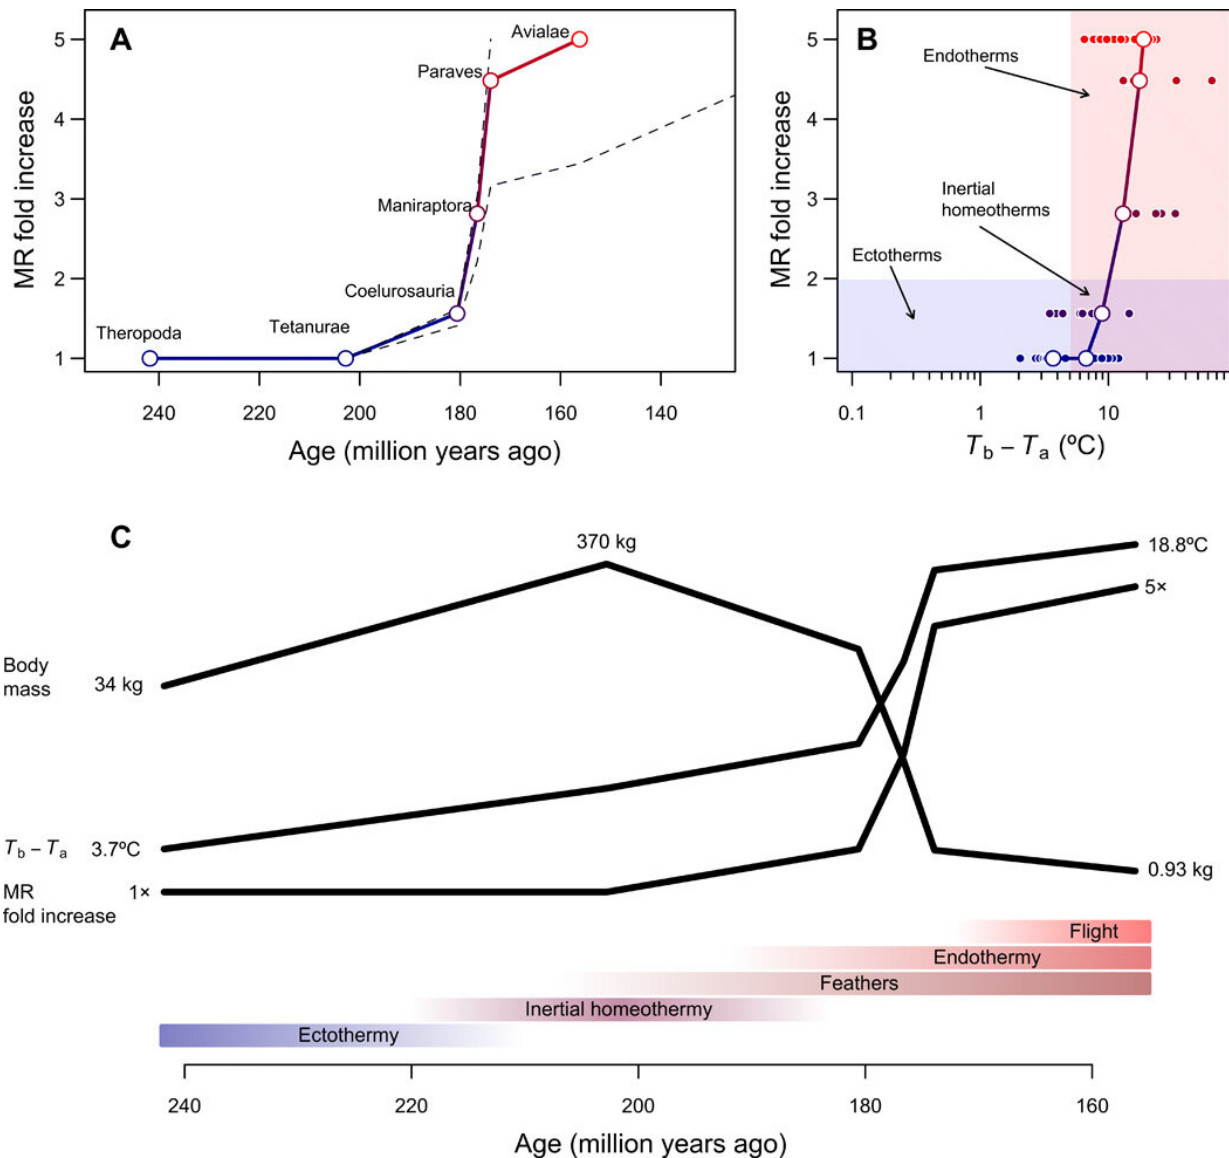 A
MR fold increase
5
4
3
2
1
Avialae
Paraves
Maniraptora
Coelurosauria
Tetanurae
Theropoda
240
220
200
180
160
140
Age (million years ago)
B
MR fold increase
5
4
3
2
1
Endotherms
Inertial
homeotherms
Ectotherms
0.1
1
10
Tb – Ta (ºC)
C
370 kg
18.8ºC
5×
Body
mass
34 kg
Tb – Ta
3.7ºC
MR
fold increase
1×
0.93 kg
Flight
Endothermy
Feathers
Inertial homeothermy
Ectothermy
240
220
200
180
160
Age (million years ago)